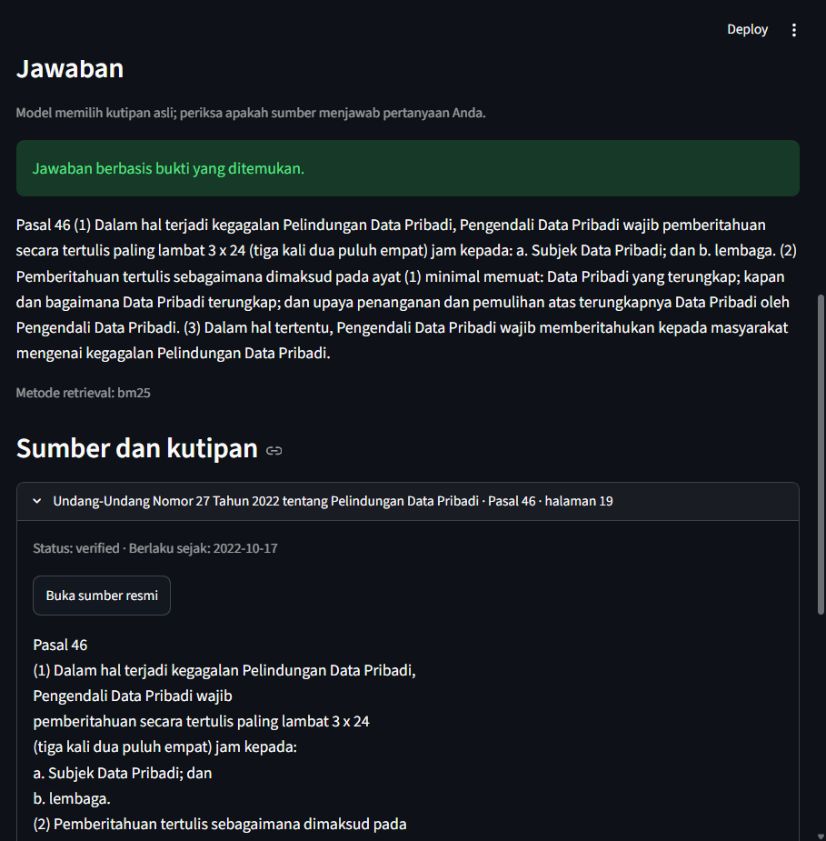 Deploy
Jawaban
Model memilih kutipan asli; periksa apakah sumber menjawab pertanyaan Anda.
Jawaban berbasis bukti yang ditemukan.
Pasal 46 (1) Dalam hal terjadi kegagalan Pelindungan Data Pribadi, Pengendali Data Pribadi wajib pemberitahuan
secara tertulis paling lambat 3 x 24 (tiga kali dua puluh empat) jam kepada: a. Subjek Data Pribadi; dan b. lembaga. (2)
Pemberitahuan tertulis sebagaimana dimaksud pada ayat (1) minimal memuat: Data Pribadi yang terungkap; kapan
dan bagaimana Data Pribadi terungkap; dan upaya penanganan dan pemulihan atas terungkapnya Data Pribadi oleh
Pengendali Data Pribadi. (3) Dalam hal tertentu, Pengendali Data Pribadi wajib memberitahukan kepada masyarakat
mengenai kegagalan Pelindungan Data Pribadi.
Metode retrieval: bm25
Sumber dan kutipan
Undang-Undang Nomor 27 Tahun 2022 tentang Pelindungan Data Pribadi · Pasal 46 · halaman 19
Status: verified · Berlaku sejak: 2022-10-17
Buka sumber resmi
Pasal 46
(1) Dalam hal terjadi kegagalan Pelindungan Data Pribadi,
Pengendali Data Pribadi wajib
pemberitahuan secara tertulis paling lambat 3 x 24
(tiga kali dua puluh empat) jam kepada:
a. Subjek Data Pribadi; dan
b. lembaga.
(2) Pemberitahuan tertulis sebagaimana dimaksud pada